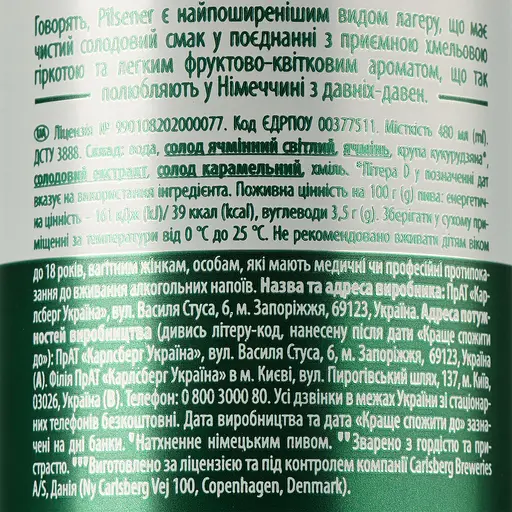 Говорять, Pilsener є найпоширенішим видом лагеру, що має
чистий солодовий смак у поєднанні з приємною хмельовою
гіркотою та легким фруктово-квітковим ароматом, що так
полюбляють у Німеччині з давніх-давен.
UA Ліцензія № 990108202000077. Код ЄДРПОУ 00377511. Місткість 480 мл (ml).
ДСТУ 3888. Склад: вода, солод ячмінний світлий, ячмінь, крупа кукурудзяна*,
солодовий екстракт, солод карамельний, хміль. *Літера D у позначенні дат
вказує на використання інгредієнта. Поживна цінність на 100 г (g) пива: енергетич-
на цінність - 161 кДж (kJ)/ 39 ккал (kcal), вуглеводи 3,5 г (g). Зберігати у сухому при-
міщенні за температури від 0 °C до 25 °C. Не рекомендовано вживати дітям віком
до 18 років, вагітним жінкам, особам, які мають медичні чи професійні протипока-
зання до вживання алкогольних напоїв. Назва та адреса виробника: ПрАТ «Кар-
лсберг Україна», вул. Василя Стуса, 6, м. Запоріжжя, 69123, Україна. Адреса потуж-
ностей виробництва (дивись літеру-код, нанесену після дати «Краще спожити
до»): ПрАТ «Карлсберг Україна», вул. Василя Стуса, 6, м. Запоріжжя, 69123, Україна
(A). Філія ПрАТ «Карлсберг Україна» в м. Києві, вул. Пирогівський шлях, 137, м. Київ,
03026, Україна (B). Телефон: 0 800 3000 80. Усі дзвінки в межах України зі стаціонар-
них телефонів безкоштовні. Дата виробництва та дата «Краще спожити до» зазна-
чені на дні банки. *Натхненне німецьким пивом. **Зварено з гордістю та при-
страстю. ***Виготовлено за ліцензією та під контролем компанії Carlsberg Breweries
A/S, Данія (Ny Carlsberg Vej 100, Copenhagen, Denmark).